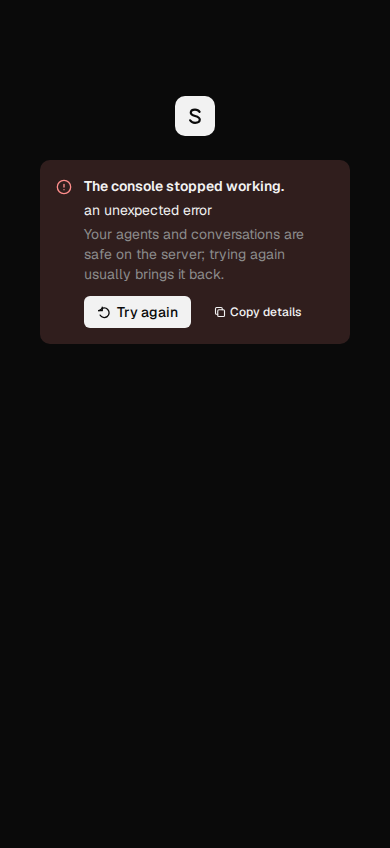 S
The console stopped working.
an unexpected error
Your agents and conversations are
safe on the server; trying again
usually brings it back.
Try again
Copy details